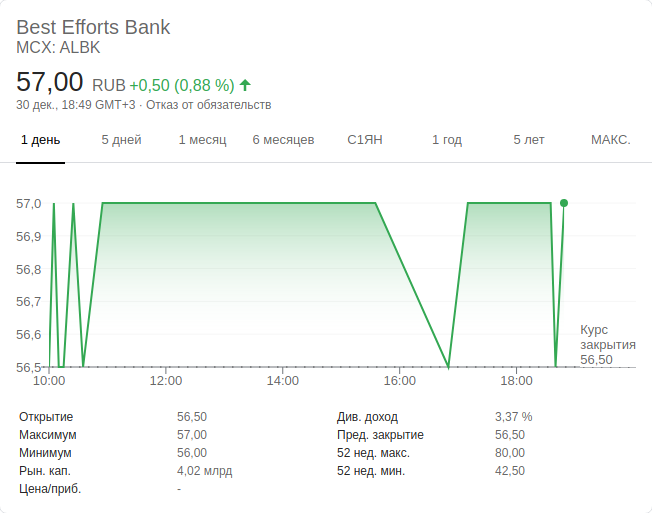 Best Efforts Bank
MCX: ALBK
57,00 RUB +0,50 (0,88 %)
30 дек., 18:49 GMT+3 · Отказ от обязательств
1 день 5 дней 1 месяц 6 месяцев С1ЯН 1 год 5 лет МАКС.
57,0
56,9
56,8
56,7
56,6
56,5
Курс
закрытия
56,50
10:00 12:00 14:00 16:00 18:00
Открытие 56,50 Див. доход 3,37 %
Максимум 57,00 Пред. закрытие 56,50
Минимум 56,00 52 нед. макс. 80,00
Рын. кап. 4,02 млрд 52 нед. мин. 42,50
Цена/приб. -